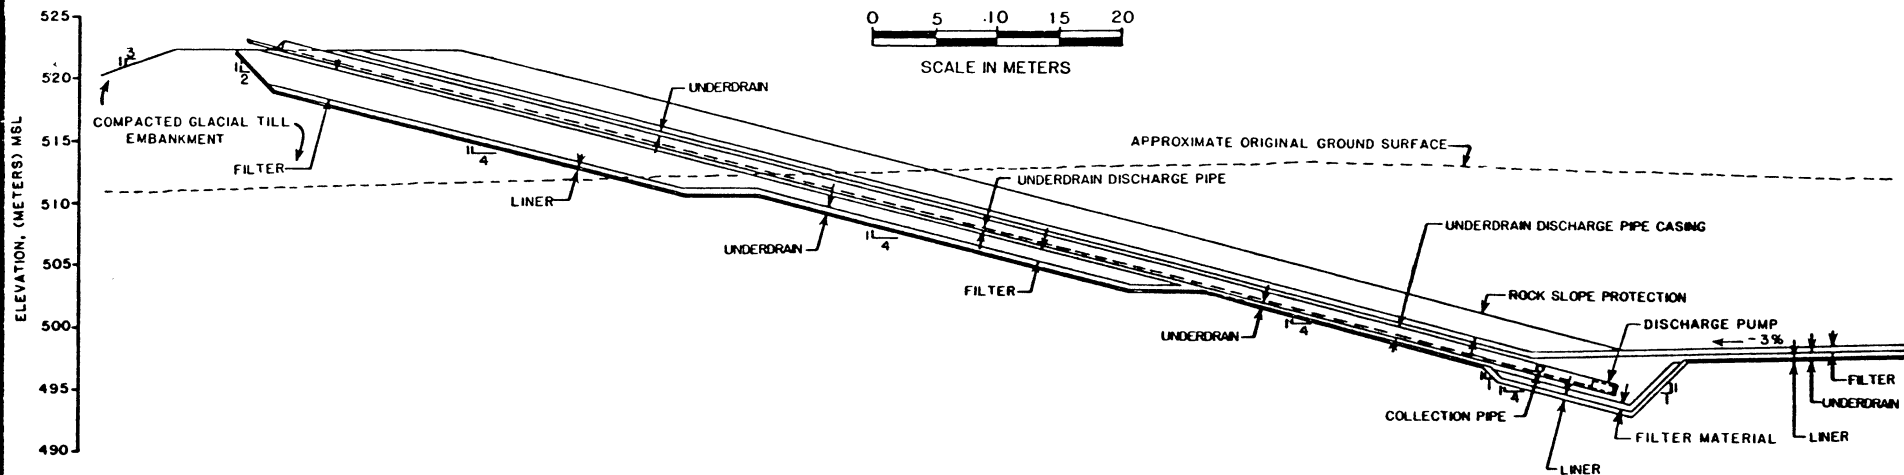 525
520
515
510
505
500
495
490
ELEVATION, (METERS) MSL
0 5 10 15 20
SCALE IN METERS
1 3
1
2
COMPACTED GLACIAL TILL
EMBANKMENT
FILTER
1
4
LINER
UNDERDRAIN
UNDERDRAIN
1
4
FILTER
UNDERDRAIN DISCHARGE PIPE
APPROXIMATE ORIGINAL GROUND SURFACE
UNDERDRAIN DISCHARGE PIPE CASING
ROCK SLOPE PROTECTION
DISCHARGE PUMP
-3%
UNDERDRAIN
1
4
1
1
1
4
1
1
COLLECTION PIPE
FILTER MATERIAL
LINER
FILTER
UNDERDRAIN
LINER